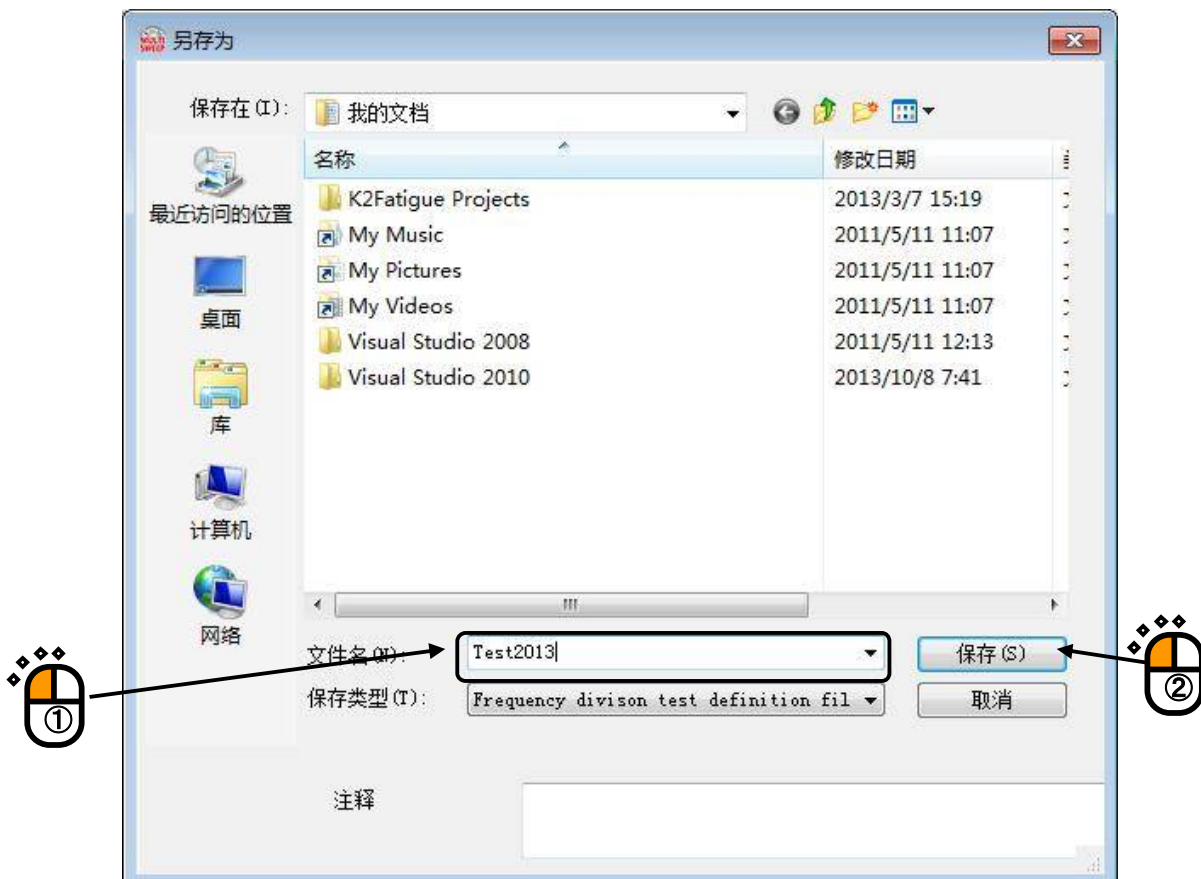 MULTI SWEEP 另存为
保存在(I): 我的文档
名称 修改日期
最近访问的位置
桌面
库
计算机
网络
K2Fatigue Projects 2013/3/7 15:19
My Music 2011/5/11 11:07
My Pictures 2011/5/11 11:07
My Videos 2011/5/11 11:07
Visual Studio 2008 2011/5/11 12:13
Visual Studio 2010 2013/10/8 7:41
文件名(N): Test2013 保存(S)
保存类型(T): Frequency divison test definition fil 取消
注释
①
②